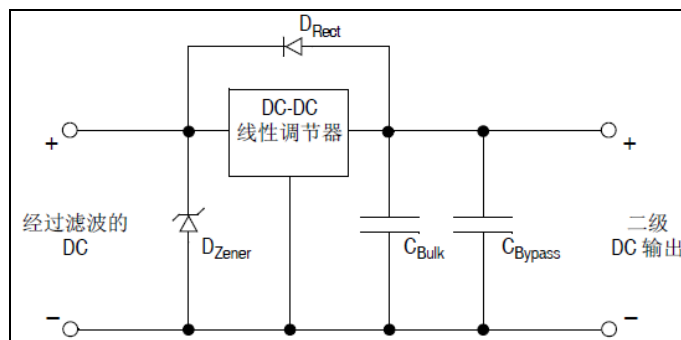 D_Rect
DC-DC
线性调节器
+
+
经过滤波的
DC
D_Zener
C_Bulk
C_Bypass
二级
DC 输出
−
−